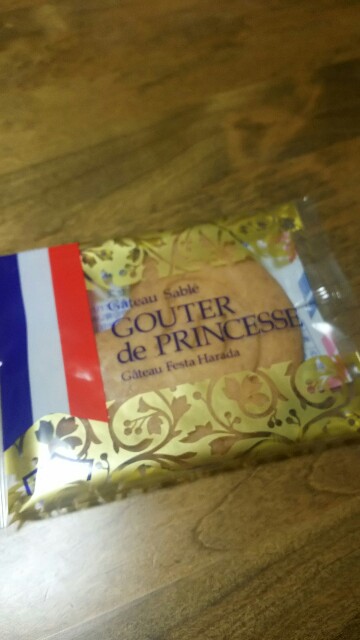 Gâteau Sablé
GOUTER
de PRINCESSE
Gâteau Festa Harada